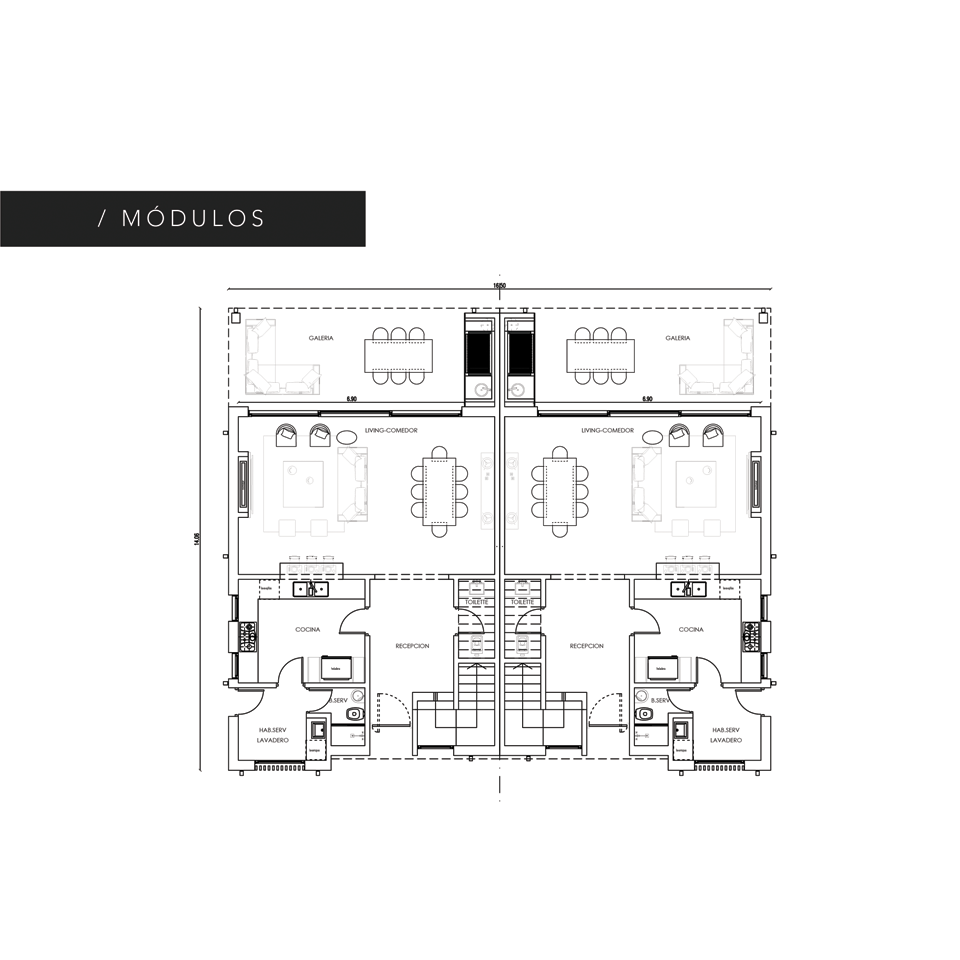 / MÓDULOS
16.50
GALERIA
GALERIA
6.90
6.90
LIVING-COMEDOR
LIVING-COMEDOR
14.09
TOILETTE
TOILETTE
COCINA
COCINA
RECEPCION
RECEPCION
B.SERV
B.SERV
HAB.SERV
LAVADERO
HAB.SERV
LAVADERO